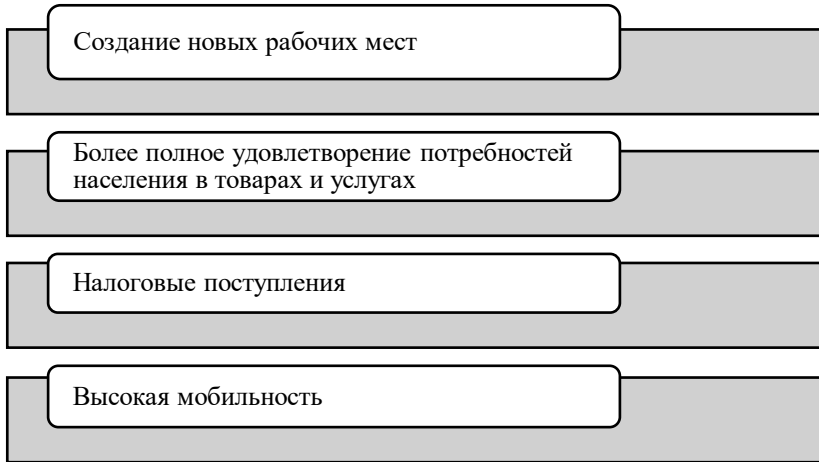 Создание новых рабочих мест
Более полное удовлетворение потребностей
населения в товарах и услугах
Налоговые поступления
Высокая мобильность